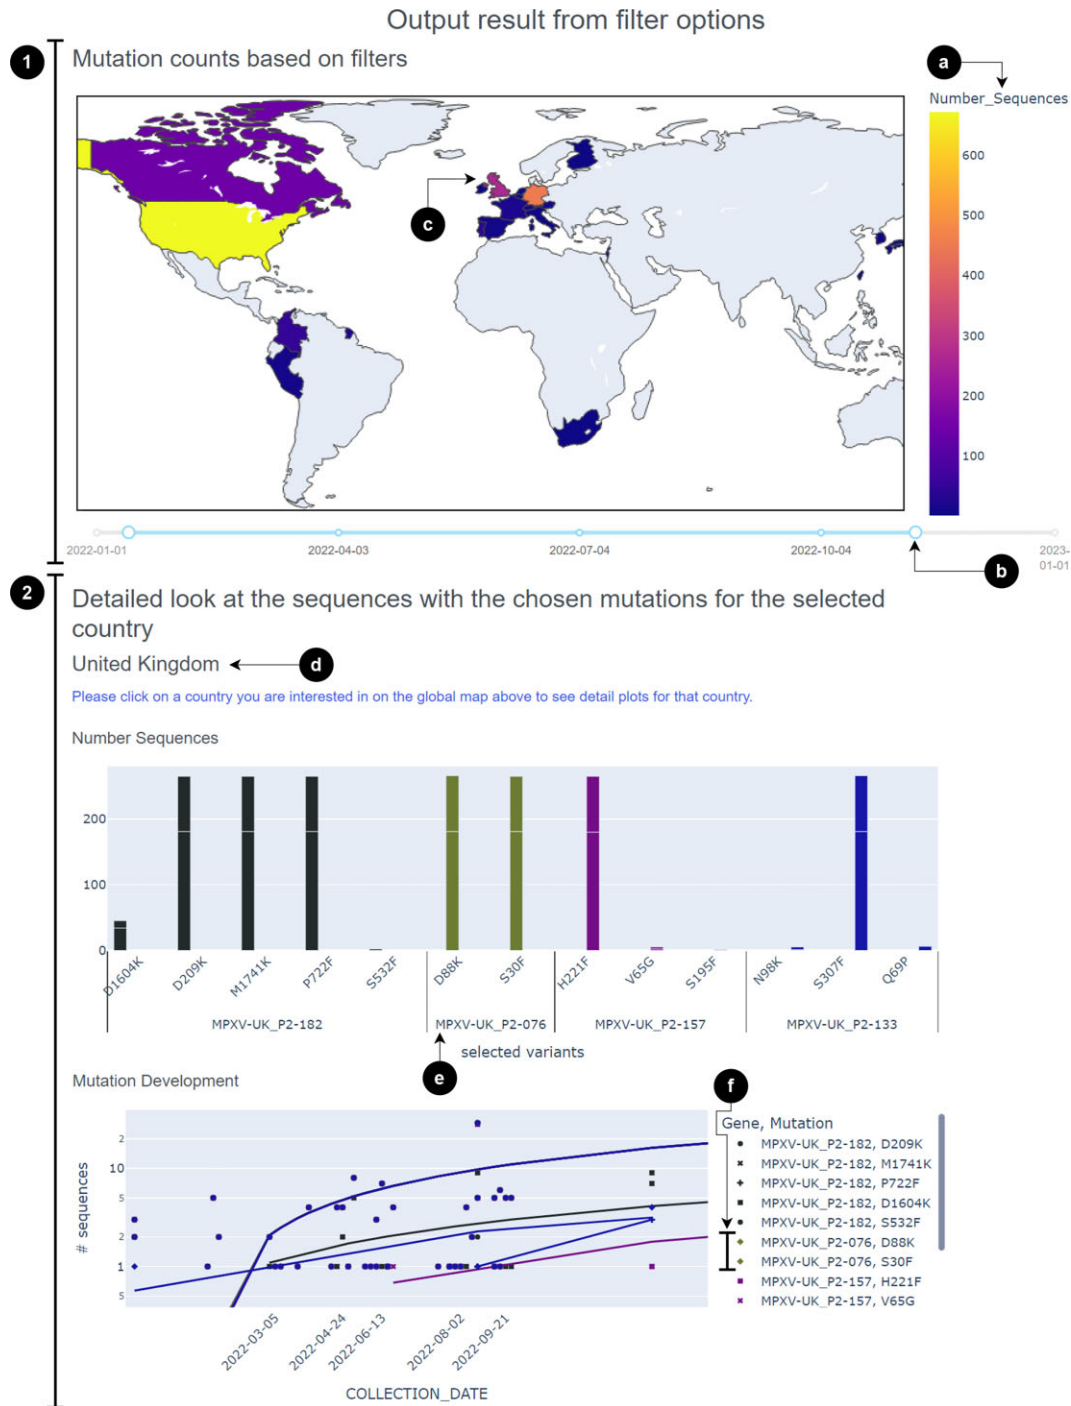 Output result from filter options
1
Mutation counts based on filters
a
Number_Sequences
600
500
400
300
200
100
c
2022-01-01
2022-04-03
2022-07-04
2022-10-04
2023-
01-01
b
2
Detailed look at the sequences with the chosen mutations for the selected
country
United Kingdom
d
Please click on a country you are interested in on the global map above to see detail plots for that country.
Number Sequences
200
100
0
D1604K
D209K
M1741K
P722F
S532F
D88K
S30F
H221F
V65G
S195F
N98K
S307F
Q69P
MPXV-UK_P2-182
MPXV-UK_P2-076
MPXV-UK_P2-157
MPXV-UK_P2-133
selected variants
e
f
Mutation Development
# sequences
2
10
5
2
1
5
2022-03-05
2022-04-24
2022-06-13
2022-08-02
2022-09-21
COLLECTION_DATE
Gene, Mutation
MPXV-UK_P2-182, D209K
MPXV-UK_P2-182, M1741K
MPXV-UK_P2-182, P722F
MPXV-UK_P2-182, D1604K
MPXV-UK_P2-182, S532F
MPXV-UK_P2-076, D88K
MPXV-UK_P2-076, S30F
MPXV-UK_P2-157, H221F
MPXV-UK_P2-157, V65G